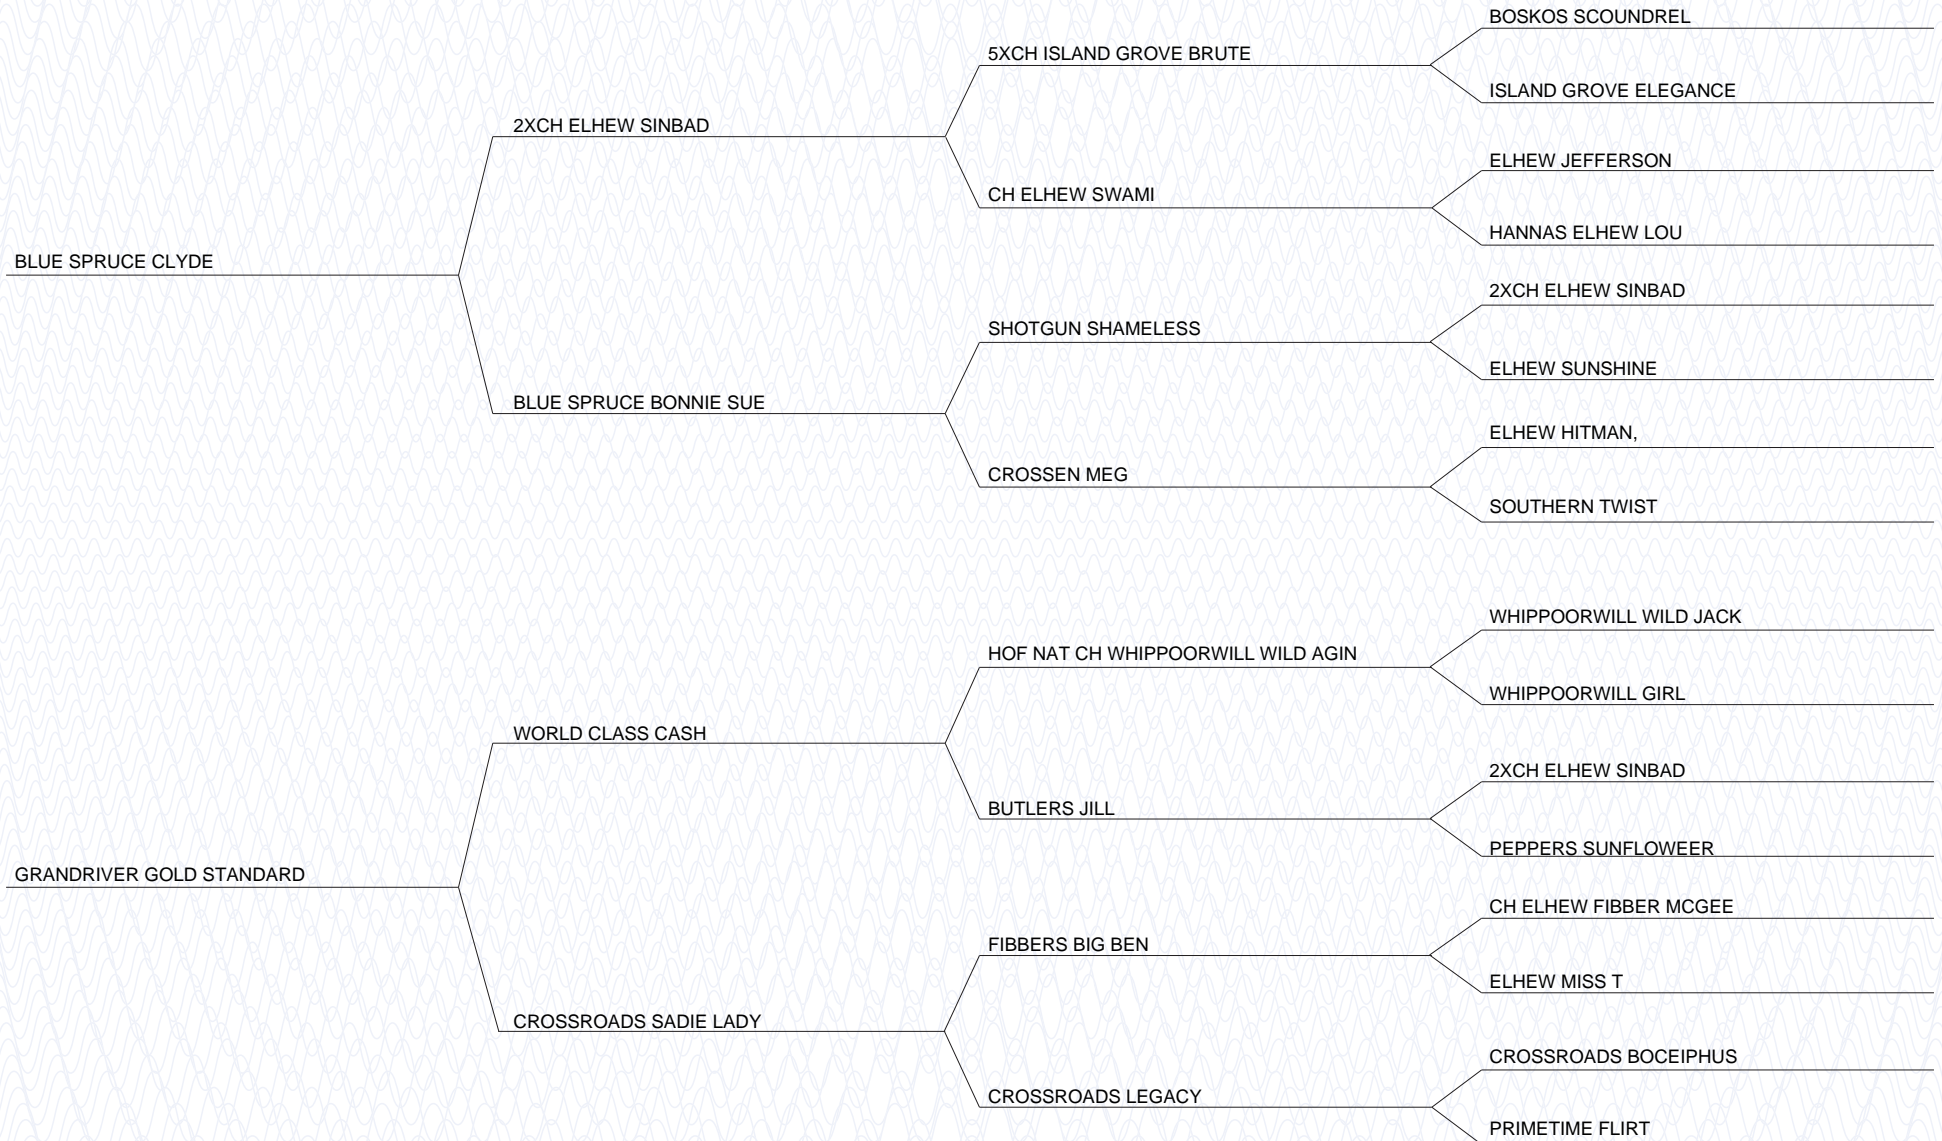 BOSKOS SCOUNDREL
5XCH ISLAND GROVE BRUTE
ISLAND GROVE ELEGANCE
2XCH ELHEW SINBAD
ELHEW JEFFERSON
CH ELHEW SWAMI
HANNAS ELHEW LOU
BLUE SPRUCE CLYDE
2XCH ELHEW SINBAD
SHOTGUN SHAMELESS
ELHEW SUNSHINE
BLUE SPRUCE BONNIE SUE
ELHEW HITMAN,
CROSSEN MEG
SOUTHERN TWIST
WHIPPOORWILL WILD JACK
HOF NAT CH WHIPPOORWILL WILD AGIN
WHIPPOORWILL GIRL
WORLD CLASS CASH
2XCH ELHEW SINBAD
BUTLERS JILL
PEPPERS SUNFLOWEER
GRANDRIVER GOLD STANDARD
CH ELHEW FIBBER MCGEE
FIBBERS BIG BEN
ELHEW MISS T
CROSSROADS SADIE LADY
CROSSROADS BOCEIPHUS
CROSSROADS LEGACY
PRIMETIME FLIRT